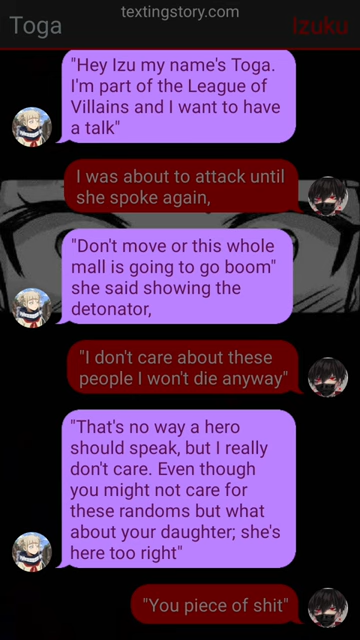 textingstory.com
Toga
Izuku
"Hey Izu my name's Toga.
I'm part of the League of
Villains and I want to have
a talk"
I was about to attack until
she spoke again,
"Don't move or this whole
mall is going to go boom"
she said showing the
detonator,
"I don't care about these
people I won't die anyway"
"That's no way a hero
should speak, but I really
don't care. Even though
you might not care for
these randoms but what
about your daughter; she's
here too right"
"You piece of shit"